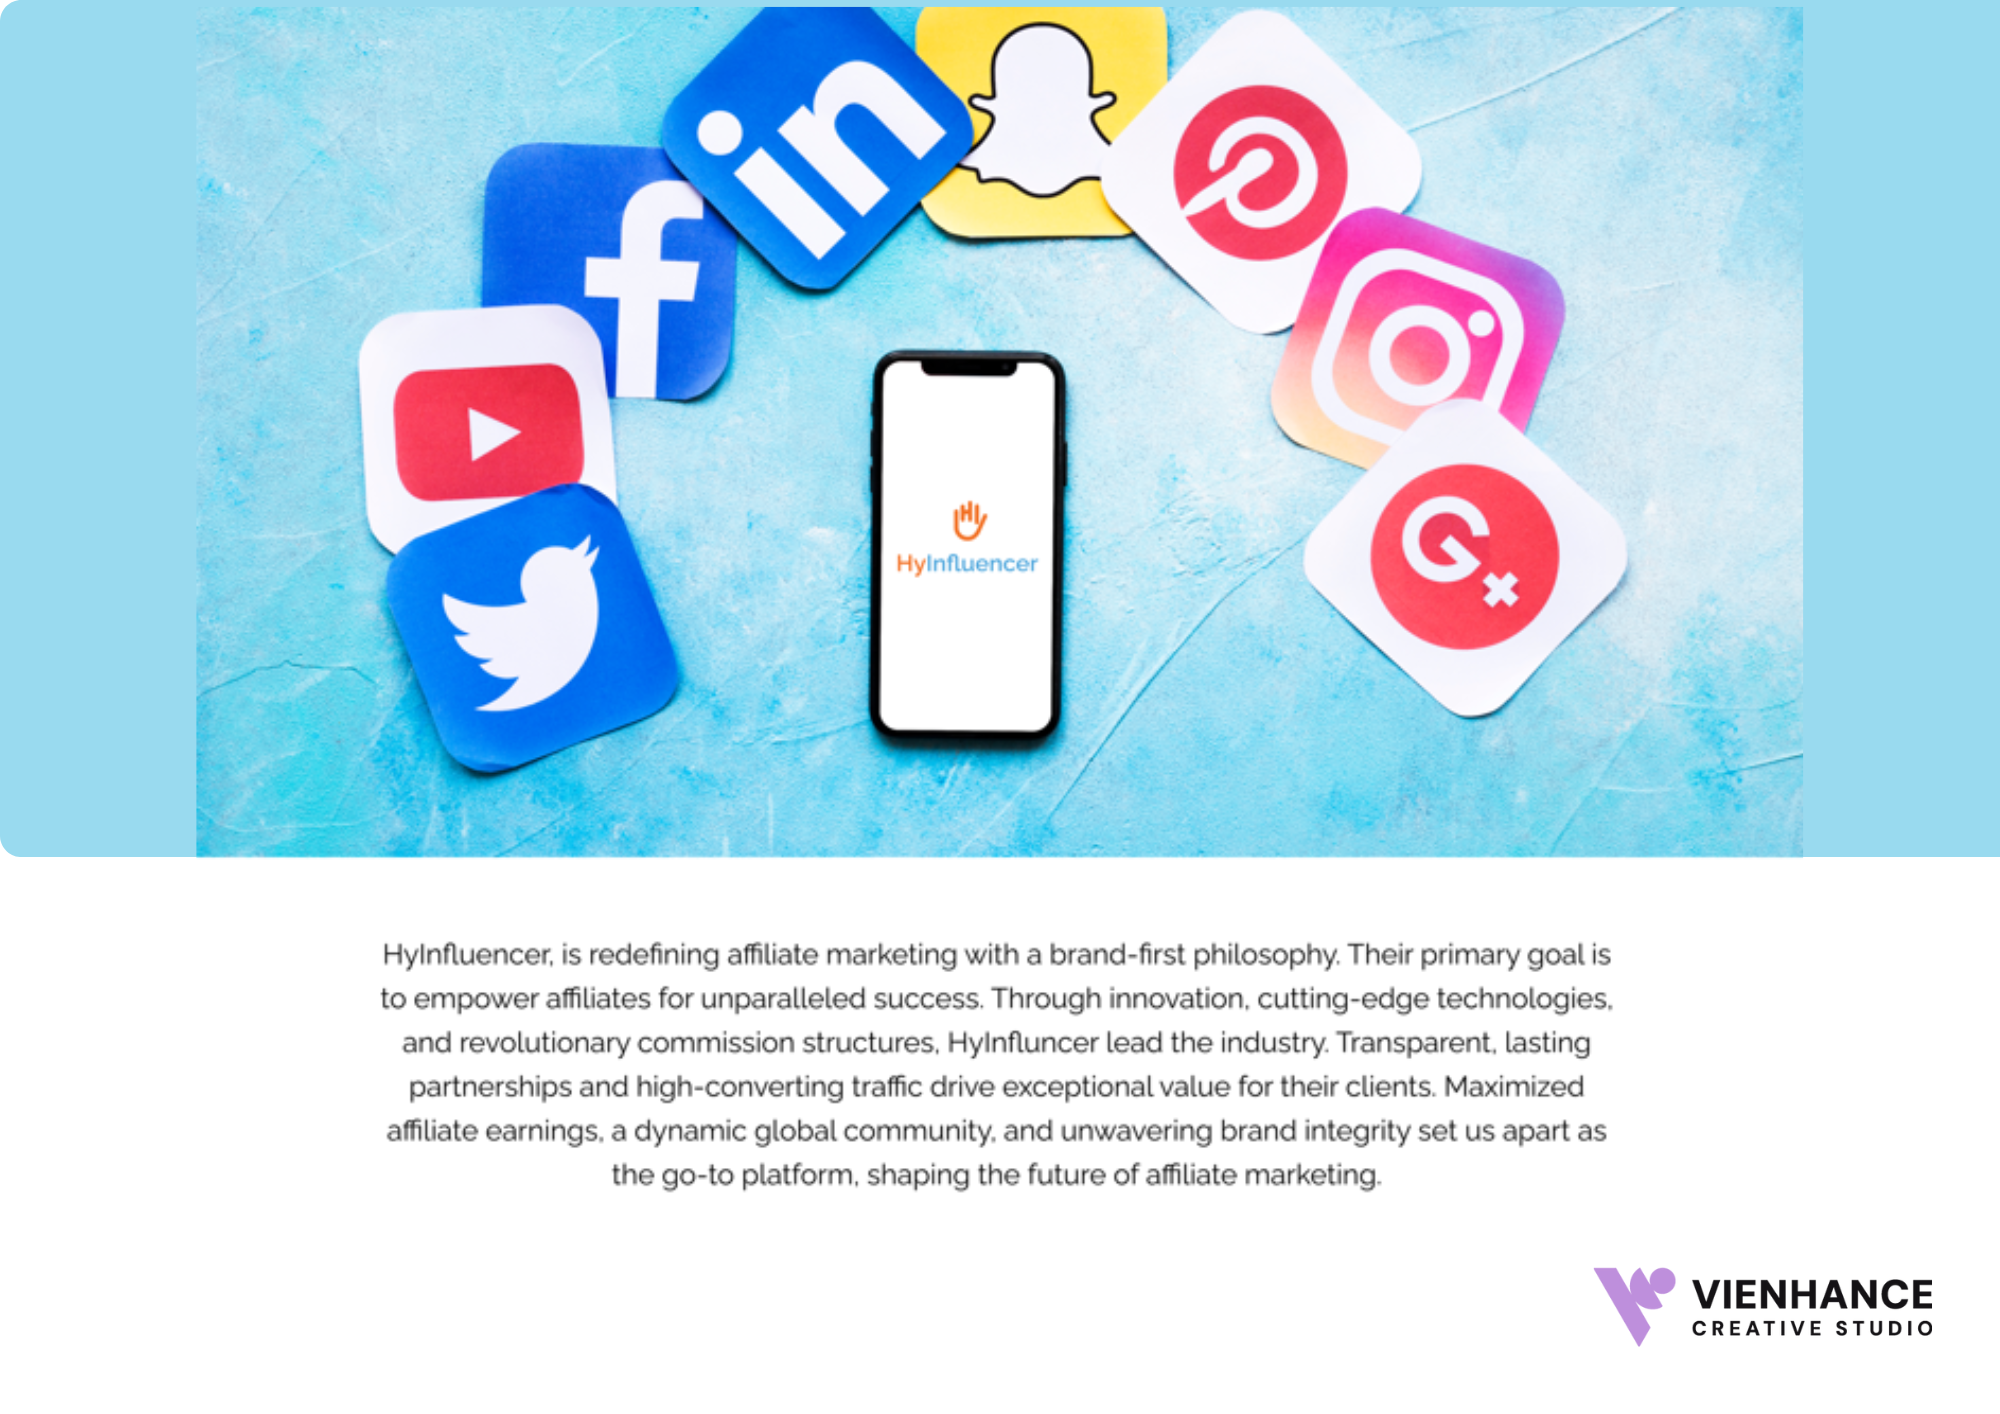 in
f
HI
HyInfluencer
G+
HyInfluencer, is redefining affiliate marketing with a brand-first philosophy. Their primary goal is
to empower affiliates for unparalleled success. Through innovation, cutting-edge technologies,
and revolutionary commission structures, HyInfluncer lead the industry. Transparent, lasting
partnerships and high-converting traffic drive exceptional value for their clients. Maximized
affiliate earnings, a dynamic global community, and unwavering brand integrity set us apart as
the go-to platform, shaping the future of affiliate marketing.
VIENHANCE
CREATIVE STUDIO